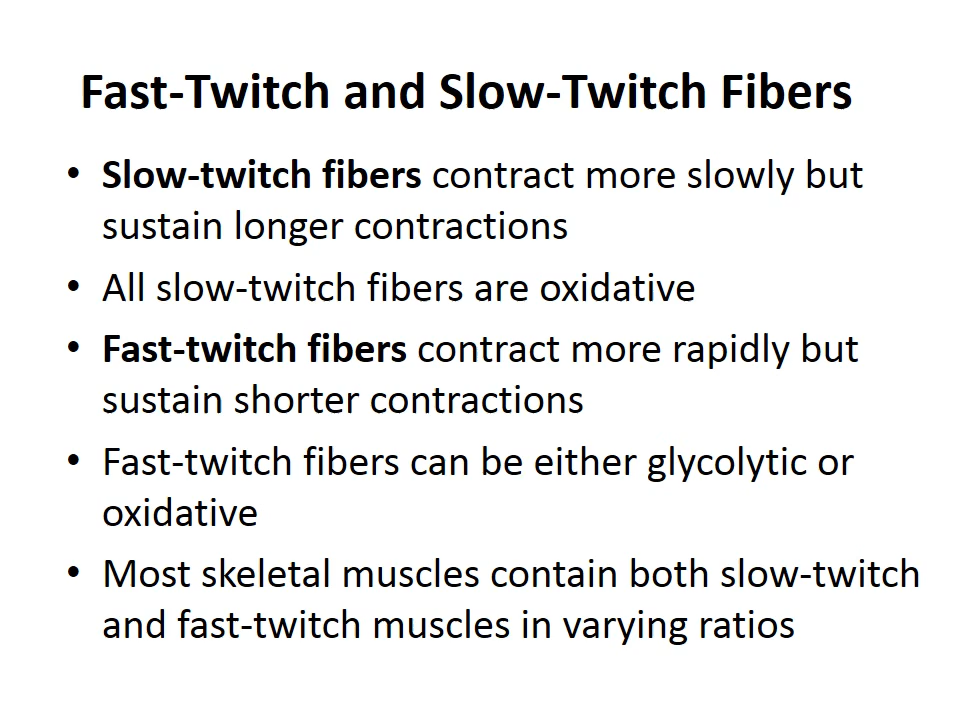 Fast-Twitch and Slow-Twitch Fibers
• Slow-twitch fibers contract more slowly but
sustain longer contractions
• All slow-twitch fibers are oxidative
• Fast-twitch fibers contract more rapidly but
sustain shorter contractions
• Fast-twitch fibers can be either glycolytic or
oxidative
• Most skeletal muscles contain both slow-twitch
and fast-twitch muscles in varying ratios